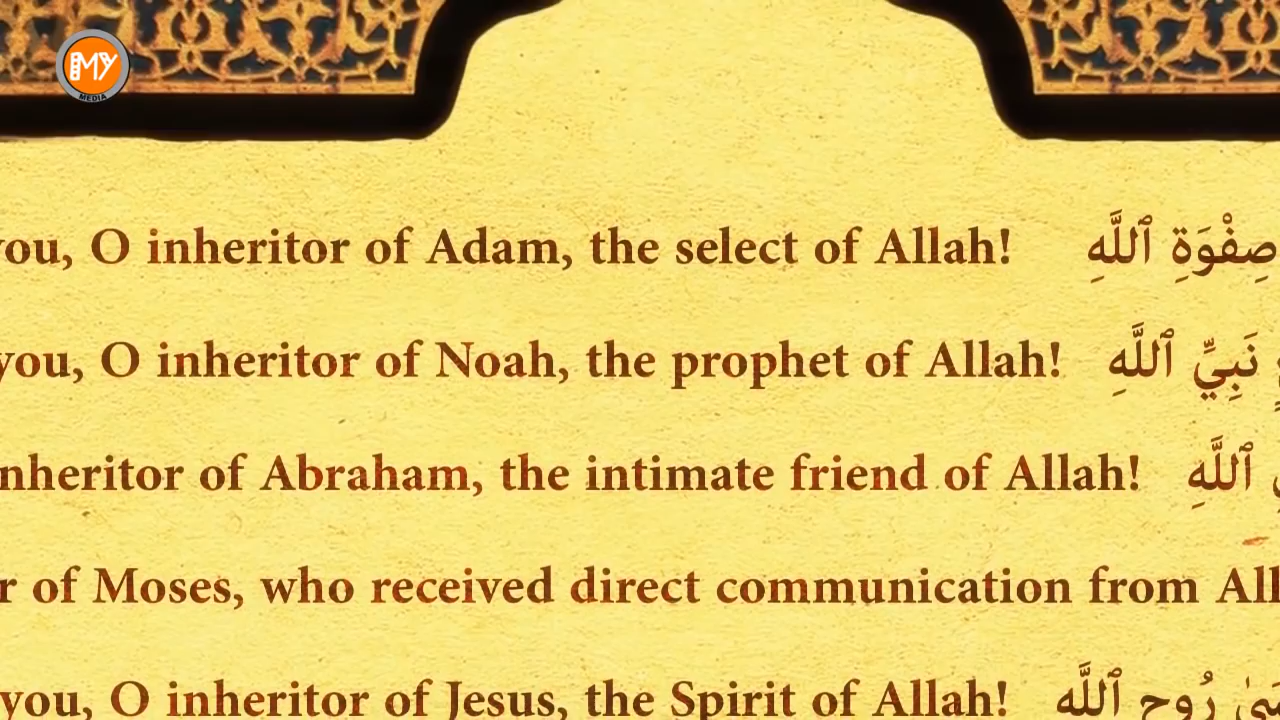 MY
MEDIA
you, O inheritor of Adam, the select of Allah! صِفْوَةِ ٱللَّهِ
you, O inheritor of Noah, the prophet of Allah! نَبِيِّ ٱللَّهِ
inheritor of Abraham, the intimate friend of Allah! ٱللَّهِ
of Moses, who received direct communication from
you, O inheritor of Jesus, the Spirit of Allah! رُوحِ ٱللَّهِ